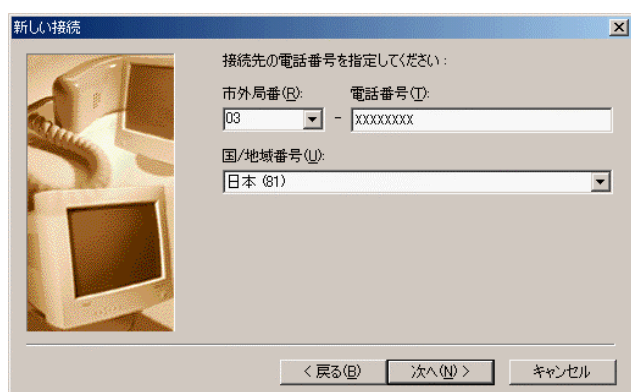 新しい接続
接続先の電話番号を指定してください:
市外局番(R): 電話番号(T):
03 - XXXXXXXX
国/地域番号(U):
日本 (81)
< 戻る(B) 次へ(N) > キャンセル